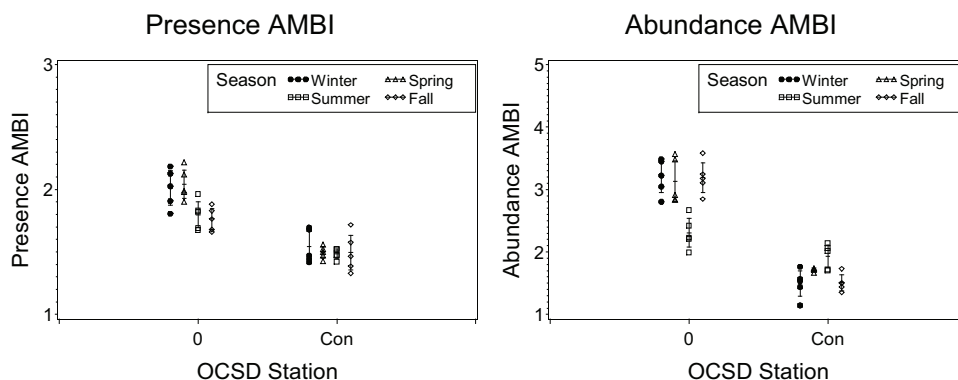 Presence AMBI
Presence AMBI
3
2
1
Season Winter Spring
Summer Fall
0 Con
OCSD Station
Abundance AMBI
Abundance AMBI
5
4
3
2
1
Season Winter Spring
Summer Fall
0 Con
OCSD Station